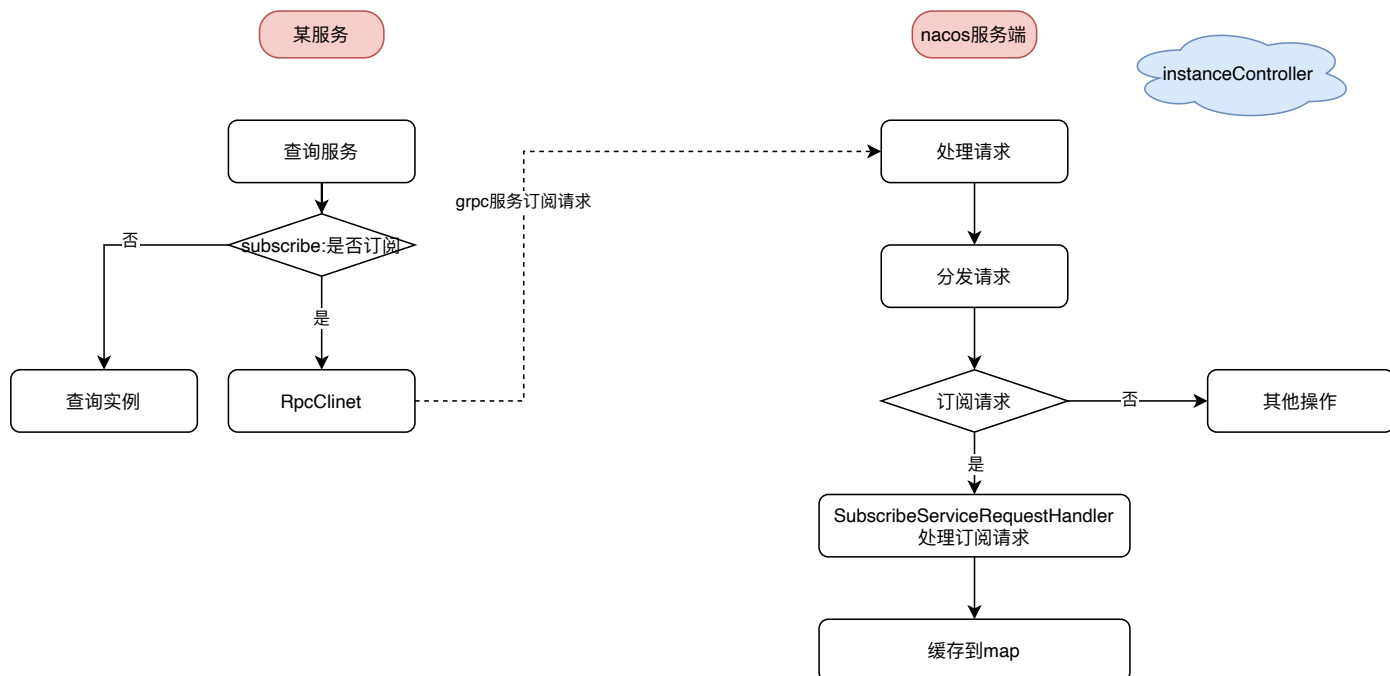 某服务
nacos服务端
instanceController
查询服务
处理请求
grpc服务订阅请求
否
subscribe:是否订阅
分发请求
是
查询实例
RpcClinet
订阅请求
否
其他操作
是
SubscribeServiceRequestHandler
处理订阅请求
缓存到map